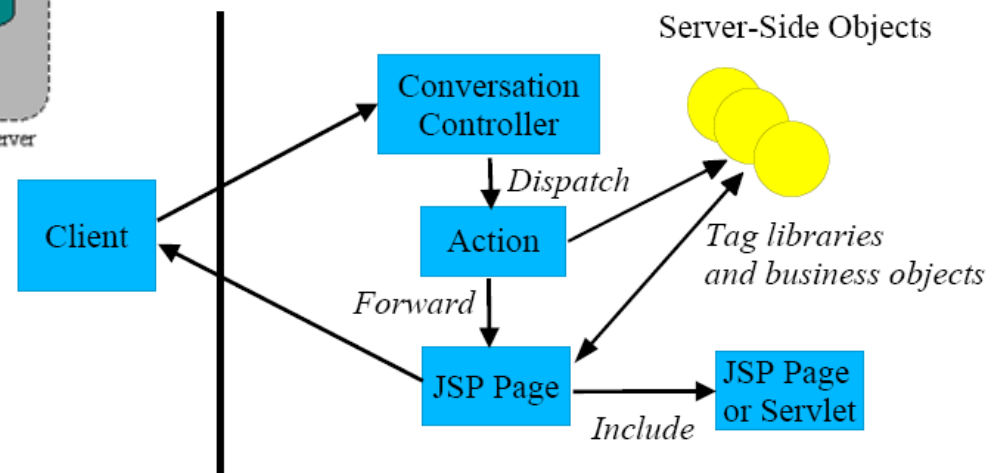 Server-Side Objects
Conversation
Controller
erver
Dispatch
Client
Action
Tag libraries
and business objects
Forward
JSP Page
JSP Page
or Servlet
Include